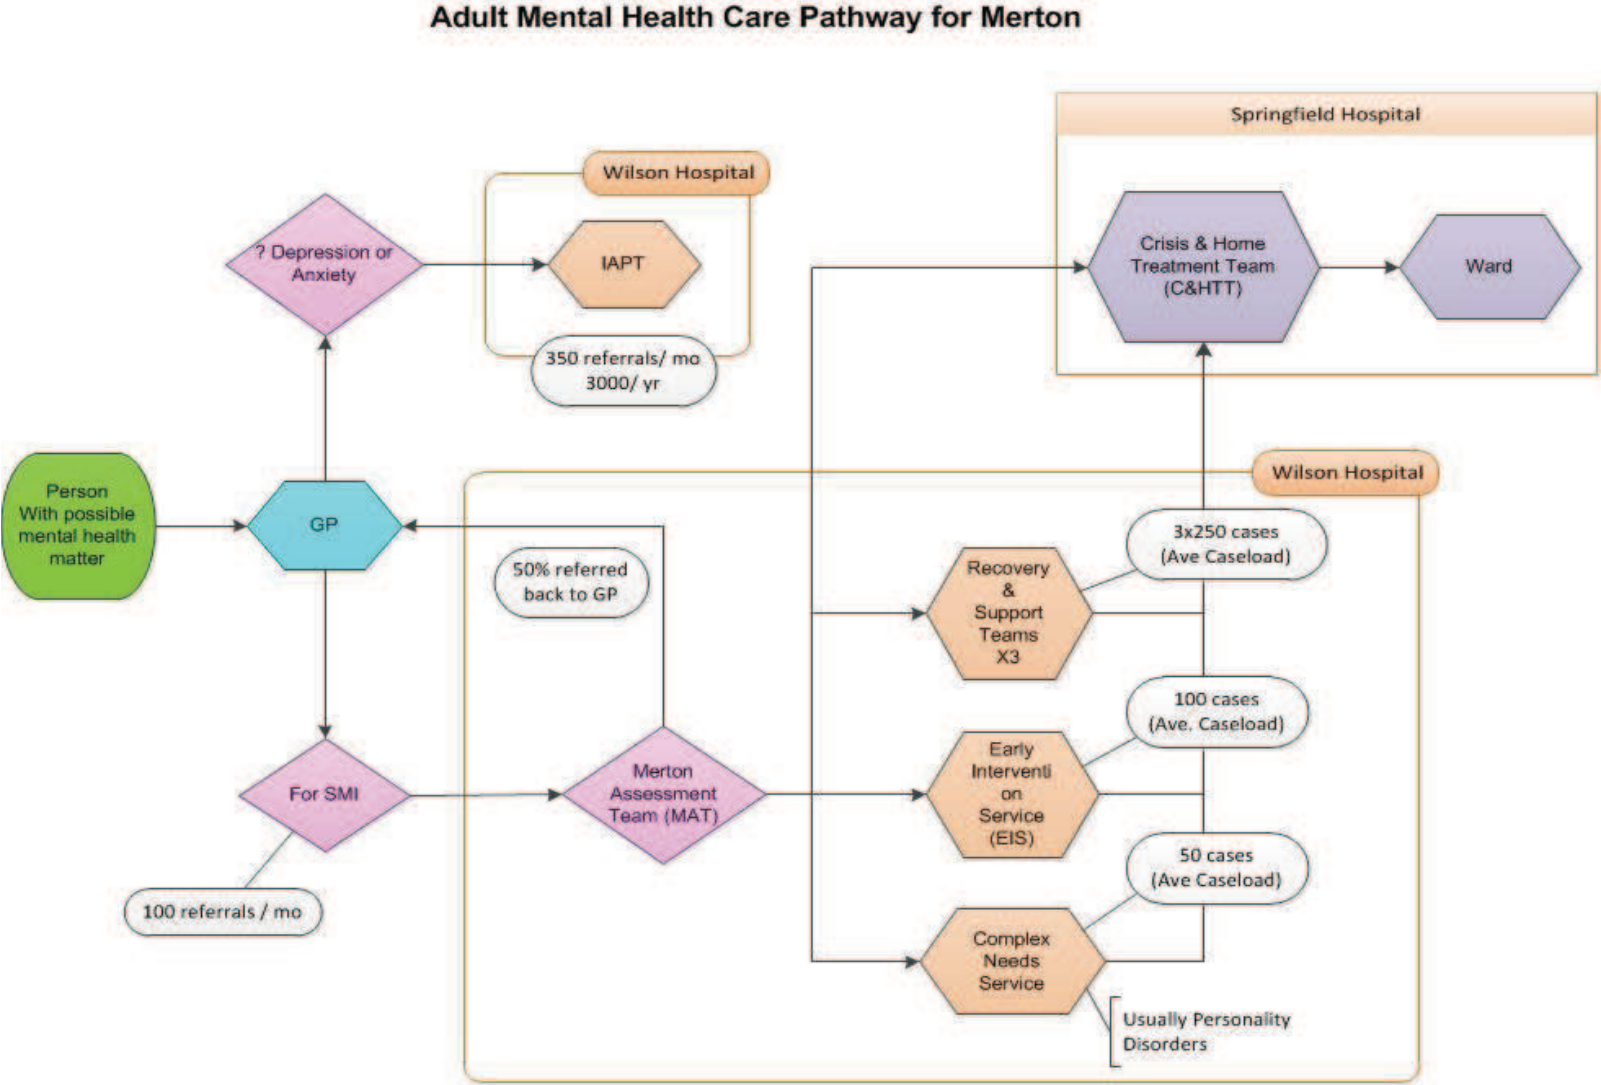 Adult Mental Health Care Pathway for Merton
Springfield Hospital
Wilson Hospital
? Depression or
Anxiety
IAPT
350 referrals/ mo
3000/ yr
Crisis & Home
Treatment Team
(C&HTT)
Ward
Person
With possible
mental health
matter
GP
50% referred
back to GP
Wilson Hospital
3x250 cases
(Ave Caseload)
Recovery
&
Support
Teams
X3
100 cases
(Ave. Caseload)
For SMI
Merton
Assessment
Team (MAT)
Early
Interventi
on
Service
(EIS)
50 cases
(Ave Caseload)
100 referrals / mo
Complex
Needs
Service
Usually Personality
Disorders